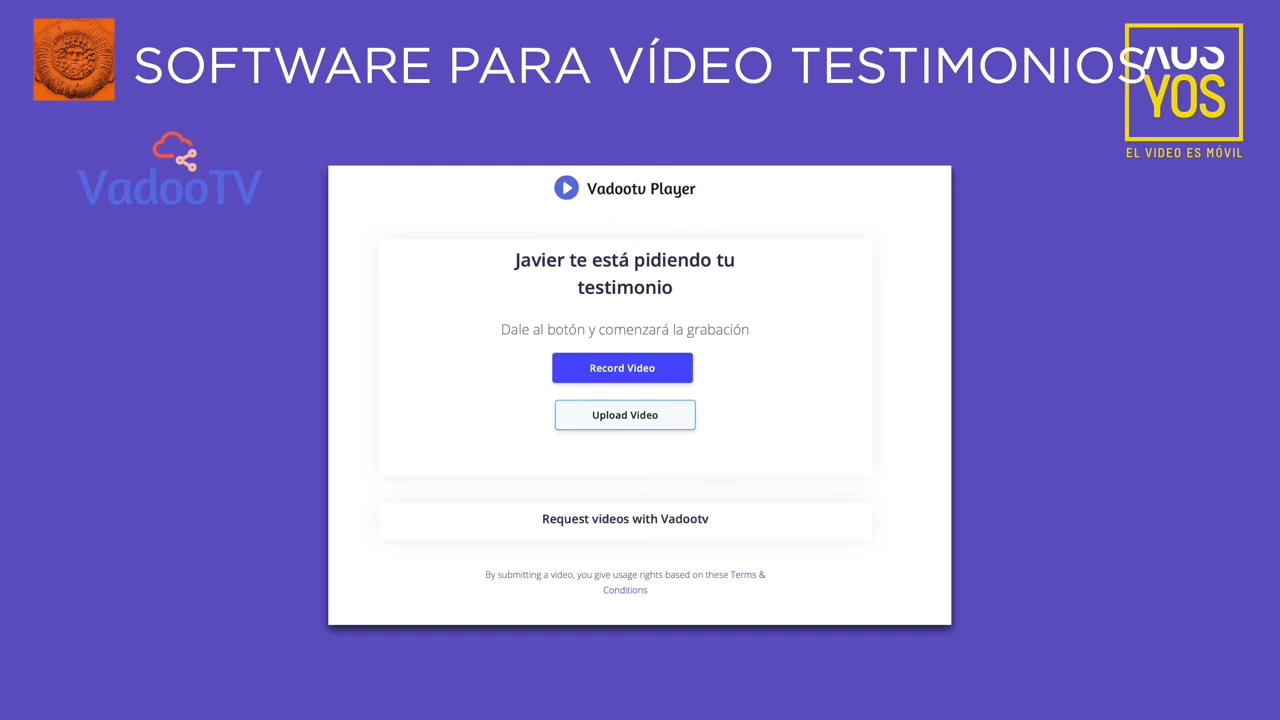 SOFTWARE PARA VÍDEO TESTIMONIOS
YOS
EL VIDEO ES MÓVIL
VadooTV
Vadootv Player
Javier te está pidiendo tu
testimonio
Dale al botón y comenzará la grabación
Record Video
Upload Video
Request videos with Vadootv
By submitting a video, you give usage rights based on these Terms &
Conditions